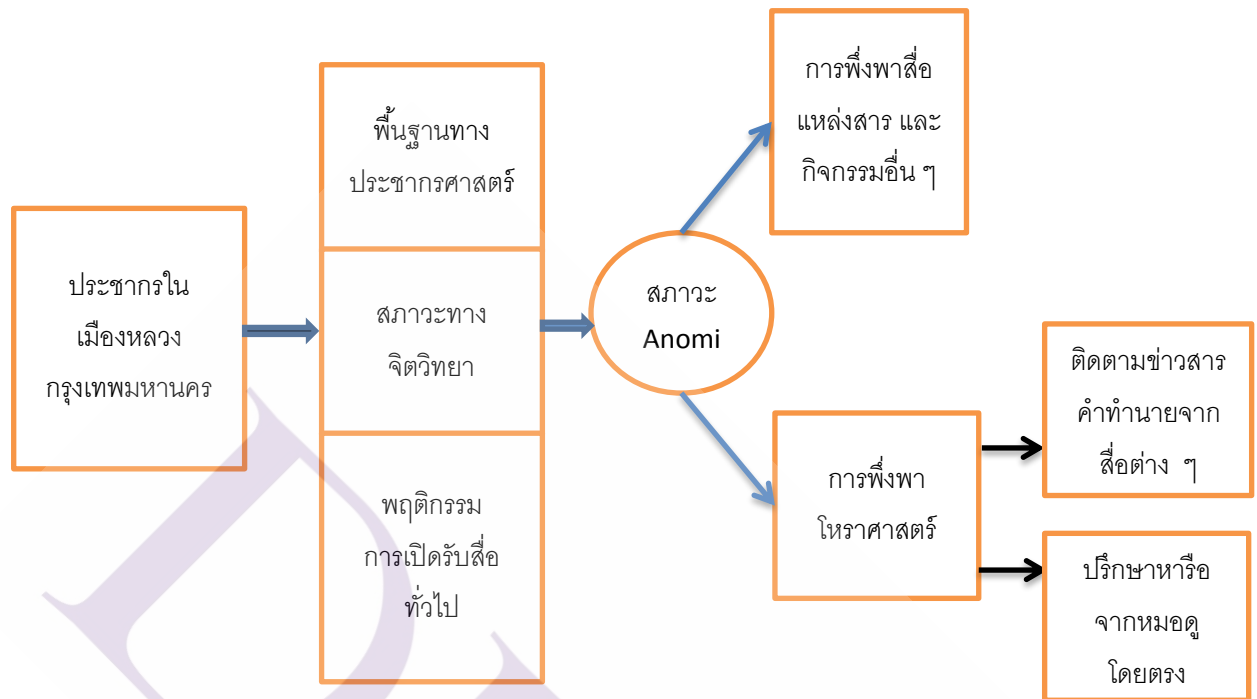 ประชากรใน
เมืองหลวง
กรุงเทพมหานคร
พื้นฐานทาง
ประชากรศาสตร์
สภาวะทาง
จิตวิทยา
พฤติกรรม
การเปิดรับสื่อ
ทั่วไป
สภาวะ
Anomi
การพึ่งพาสื่อ
แหล่งสาร และ
กิจกรรมอื่น ๆ
การพึ่งพา
โหราศาสตร์
ติดตามข่าวสาร
คำทำนายจาก
สื่อต่าง ๆ
ปรึกษาหารือ
จากหมอดู
โดยตรง